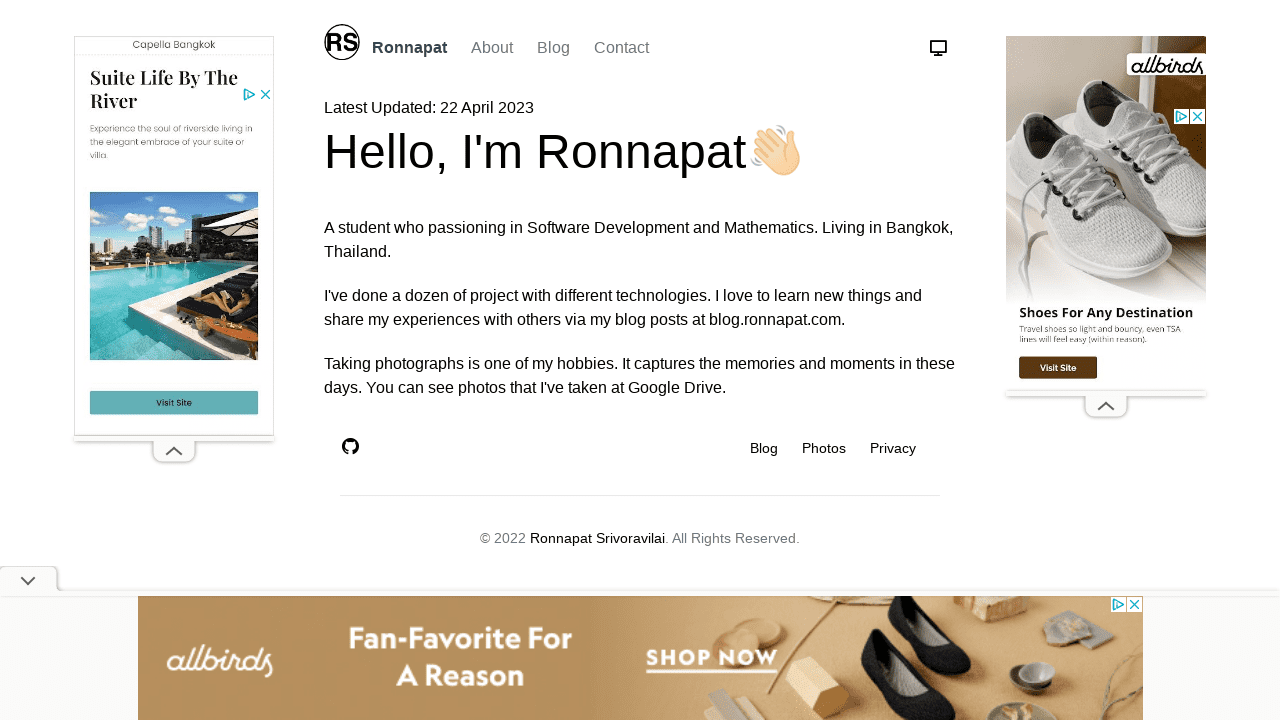 RS
Ronnapat About Blog Contact
Latest Updated: 22 April 2023
Hello, I'm Ronnapat👋🏻
A student who passioning in Software Development and Mathematics. Living in Bangkok,
Thailand.
I've done a dozen of project with different technologies. I love to learn new things and
share my experiences with others via my blog posts at blog.ronnapat.com.
Taking photographs is one of my hobbies. It captures the memories and moments in these
days. You can see photos that I've taken at Google Drive.
Blog Photos Privacy
© 2022 Ronnapat Srivoravilai. All Rights Reserved.
Capella Bangkok
Suite Life By The
River
Experience the soul of riverside living in
the elegant embrace of your suite or
villa.
Visit Site
allbirds
Shoes For Any Destination
Travel shoes so light and bouncy, even TSA
lines will feel easy (within reason).
Visit Site
allbirds
Fan-Favorite For
A Reason
SHOP NOW